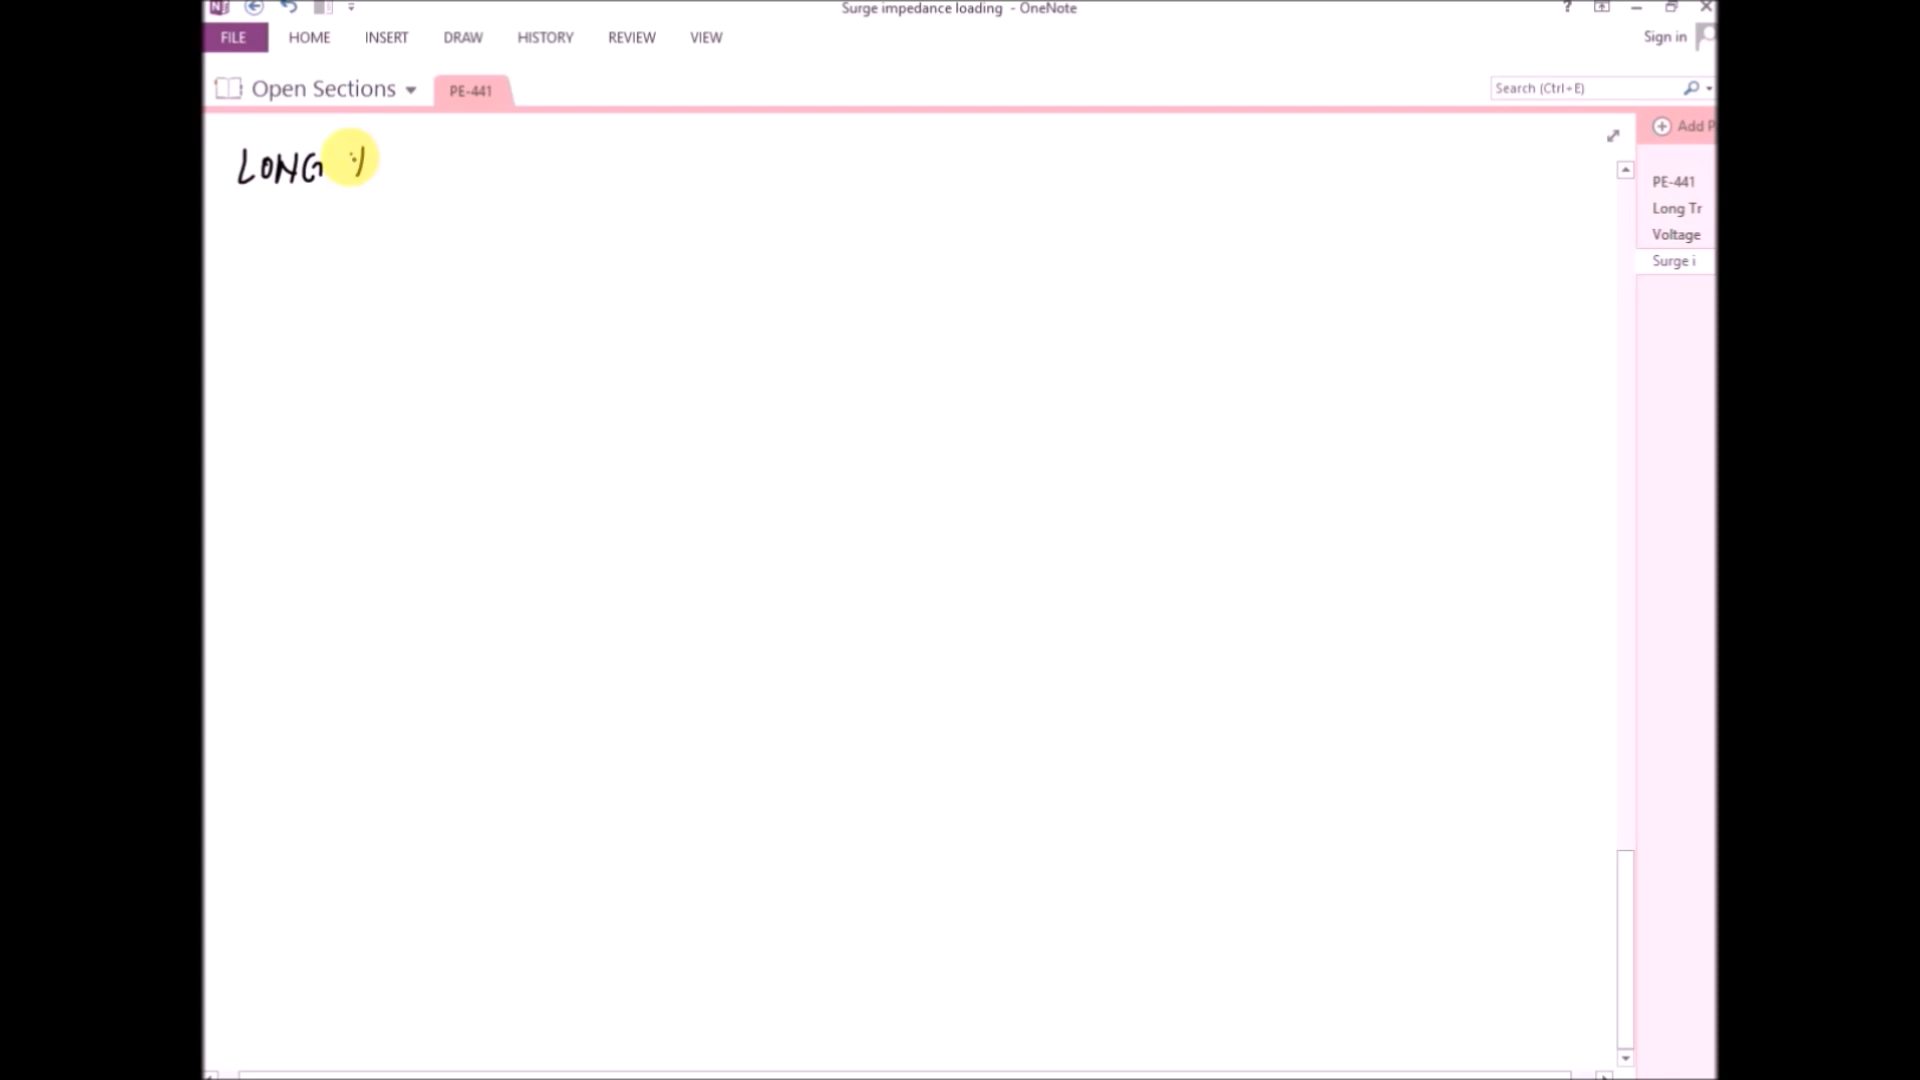 Surge impedance loading - OneNote
?
FILE HOME INSERT DRAW HISTORY REVIEW VIEW
Sign in
Open Sections PE-441
Search (Ctrl+E)
Add P
LONG
PE-441
Long Tr
Voltage
Surge i